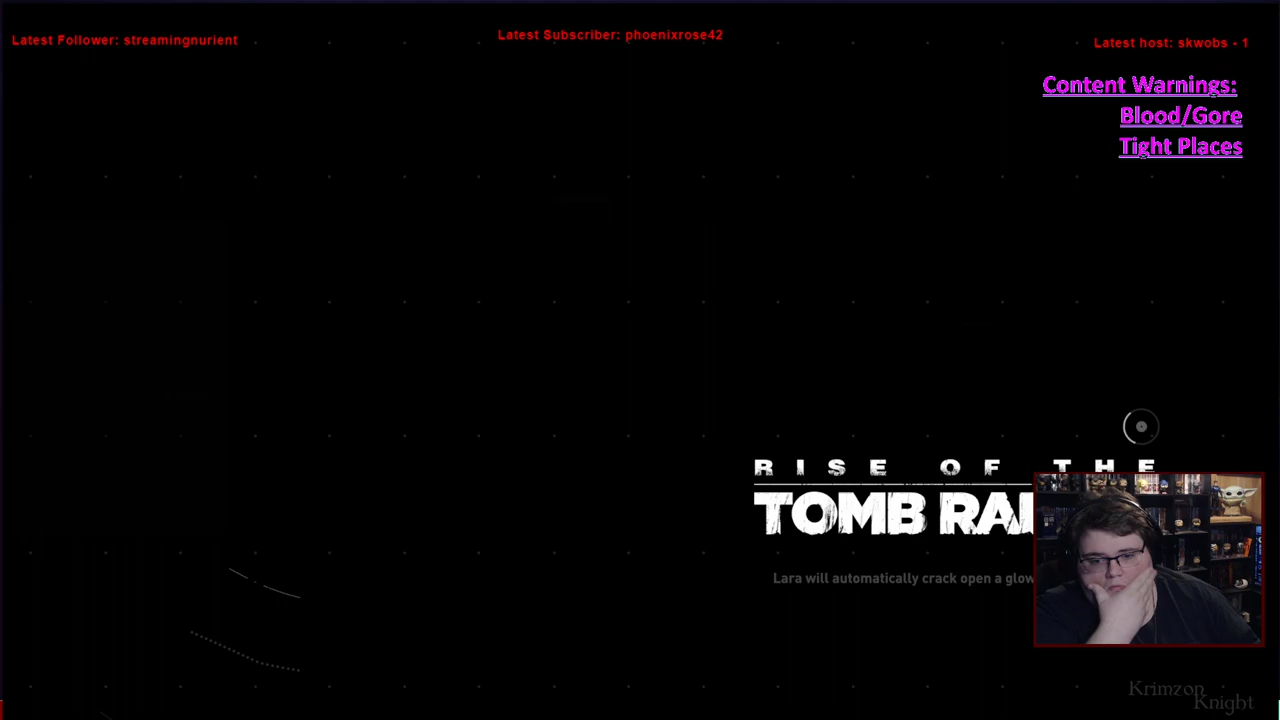 Latest Follower: streamingnurient
Latest Subscriber: phoenixrose42
Latest host: skwobs - 1
Content Warnings:
Blood/Gore
Tight Places
RISE OF THE
TOMB RAI
Lara will automatically crack open a glow
Krimzon
Knight